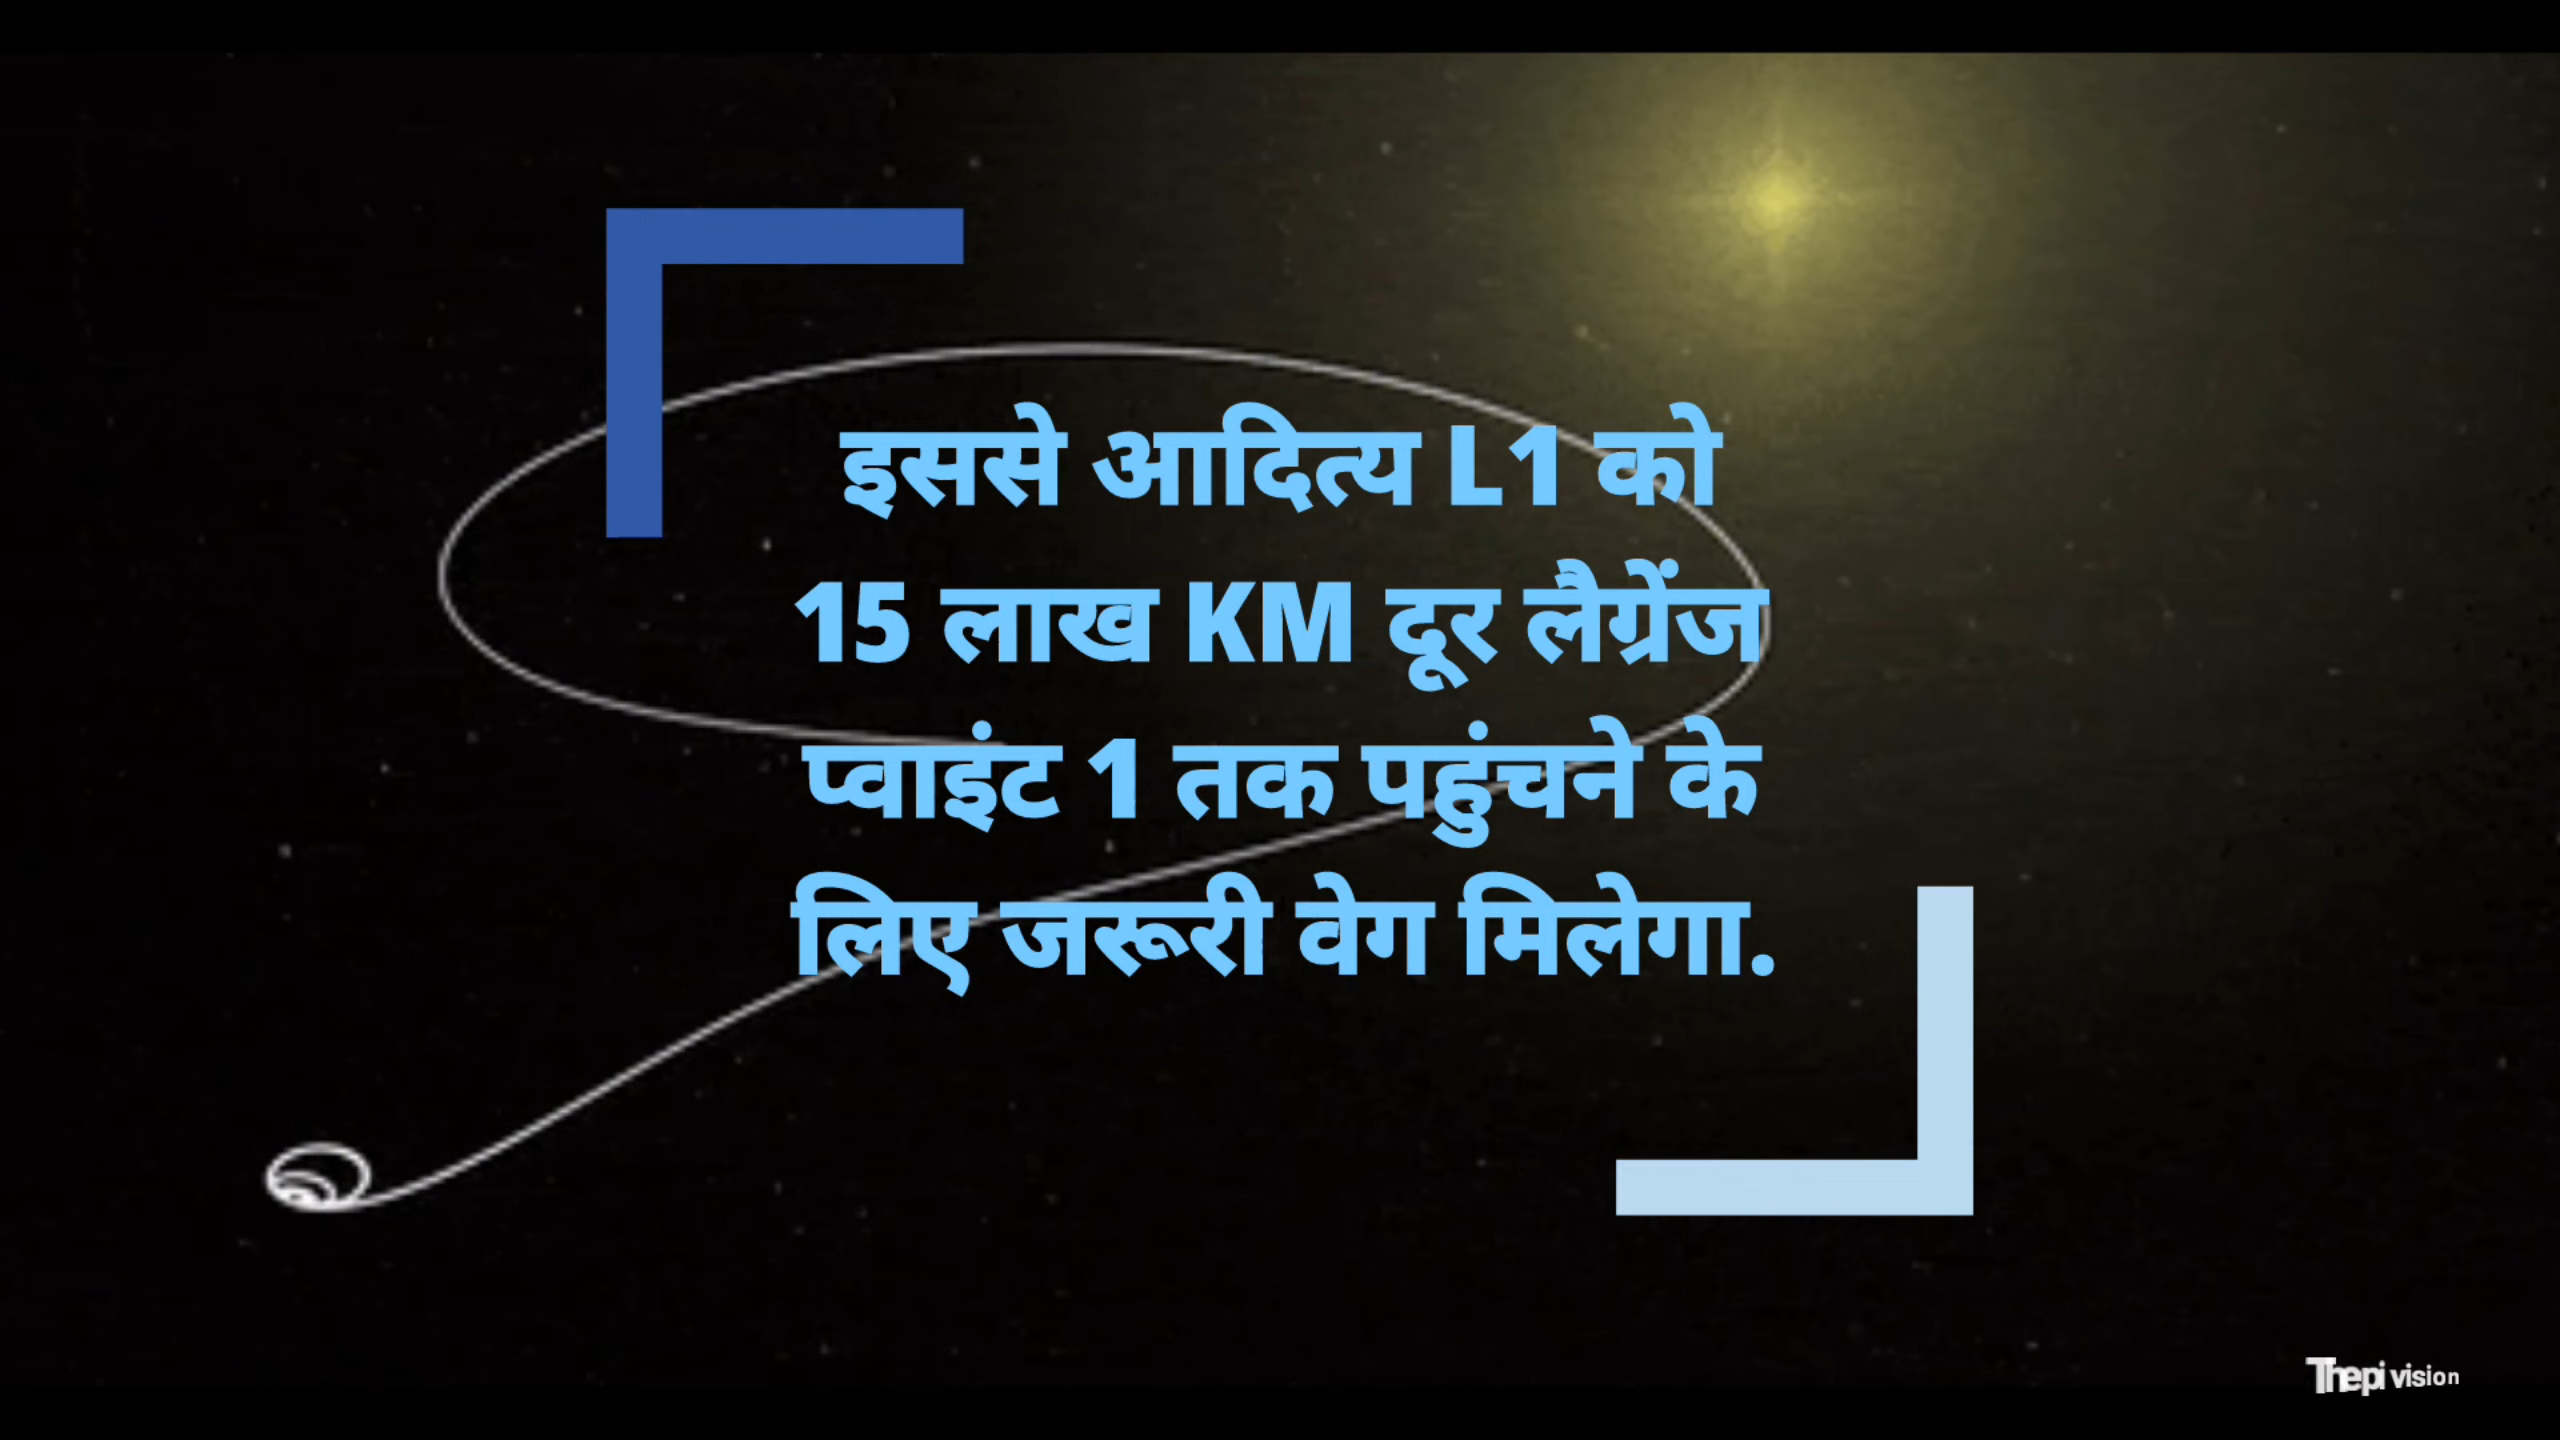 इससे आदित्य L1 को
15 लाख KM दूर लैग्रेंज
प्वाइंट 1 तक पहुंचने के
लिए जरूरी वेग मिलेगा.
Thepi vision